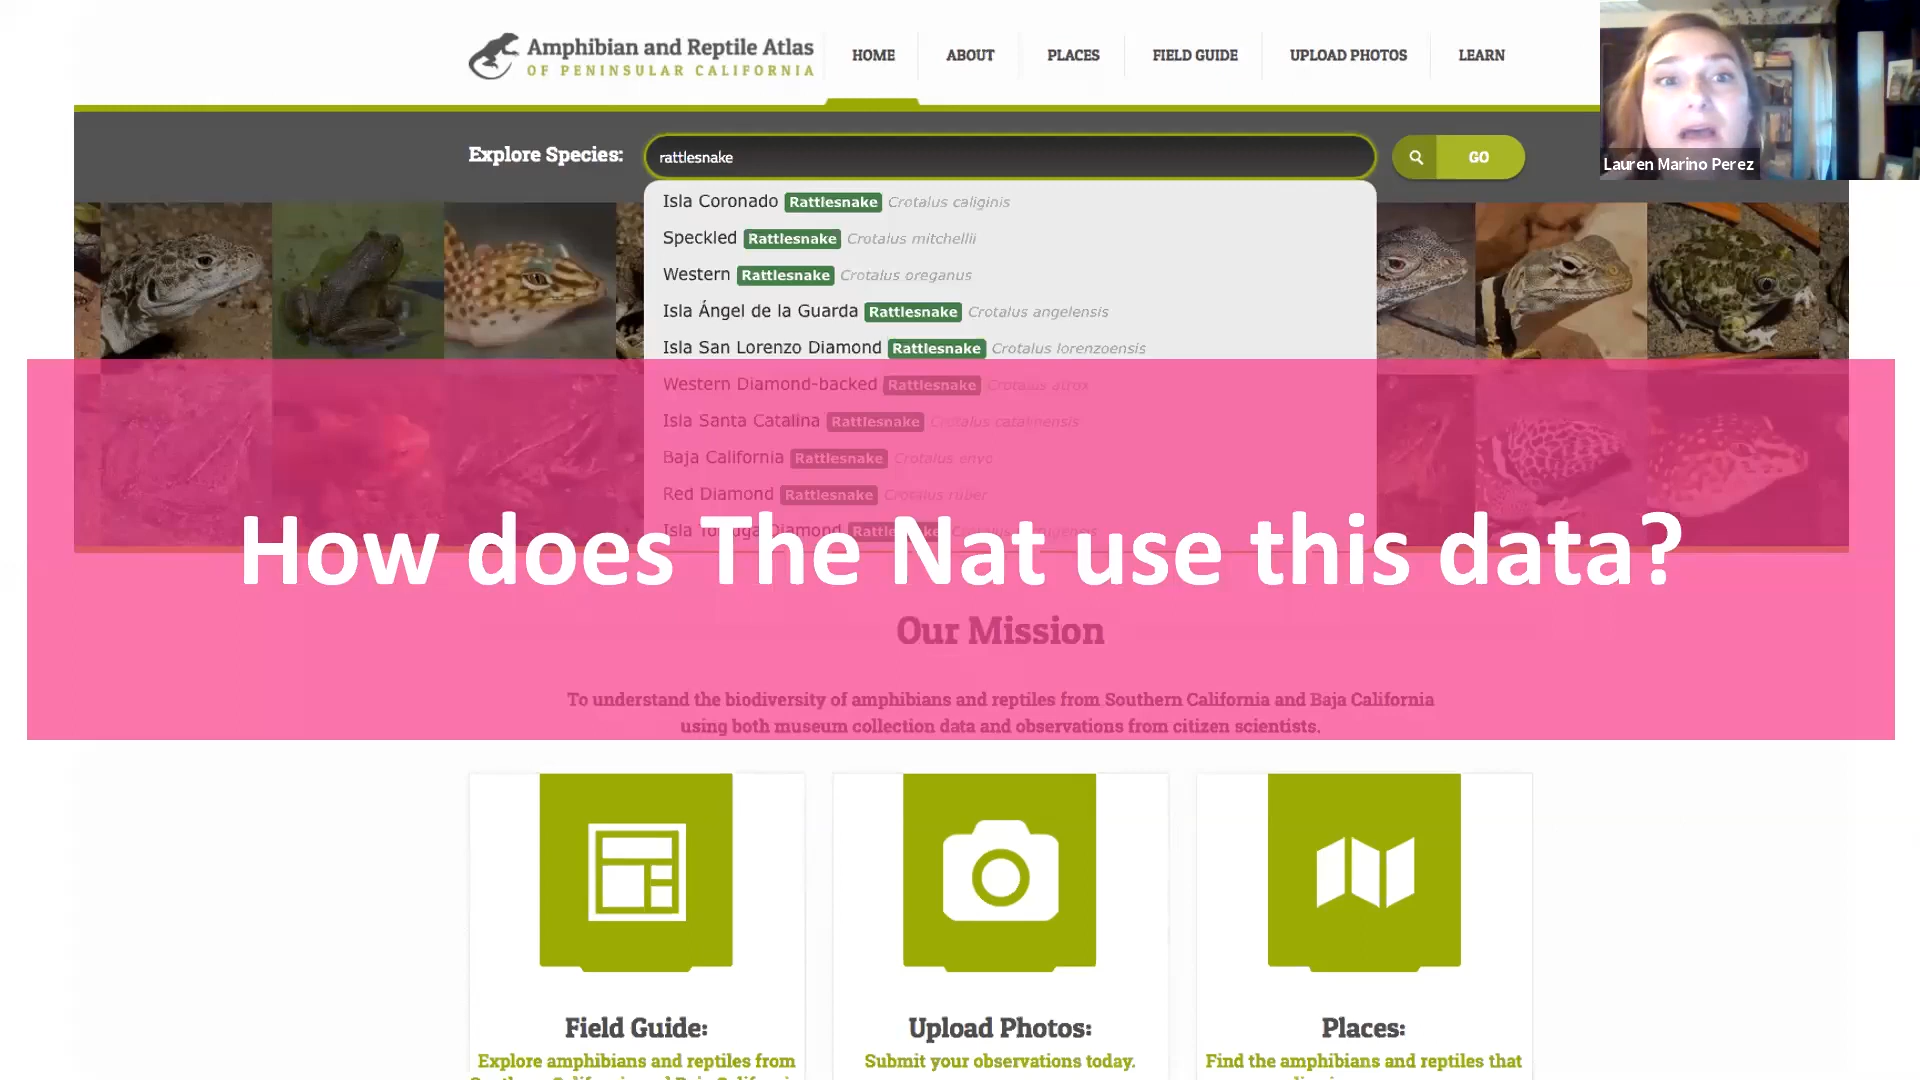 Amphibian and Reptile Atlas
OF PENINSULAR CALIFORNIA
HOME
ABOUT
PLACES
FIELD GUIDE
UPLOAD PHOTOS
LEARN
Lauren Marino Perez
Explore Species:
rattlesnake
GO
Isla Coronado Rattlesnake Crotalus caliginis
Speckled Rattlesnake Crotalus mitchellii
Western Rattlesnake Crotalus oreganus
Isla Ángel de la Guarda Rattlesnake Crotalus angelensis
Isla San Lorenzo Diamond Rattlesnake Crotalus lorenzoensis
Western Diamond-backed Rattlesnake Crotalus atrox
Isla Santa Catalina Rattlesnake Crotalus catalinensis
Baja California Rattlesnake Crotalus enyo
Red Diamond Rattlesnake Crotalus ruber
Diamond
How does The Nat use this data?
Our Mission
To understand the biodiversity of amphibians and reptiles from Southern California and Baja California
using both museum collection data and observations from citizen scientists.
Field Guide:
Explore amphibians and reptiles from
Upload Photos:
Submit your observations today.
Places:
Find the amphibians and reptiles that